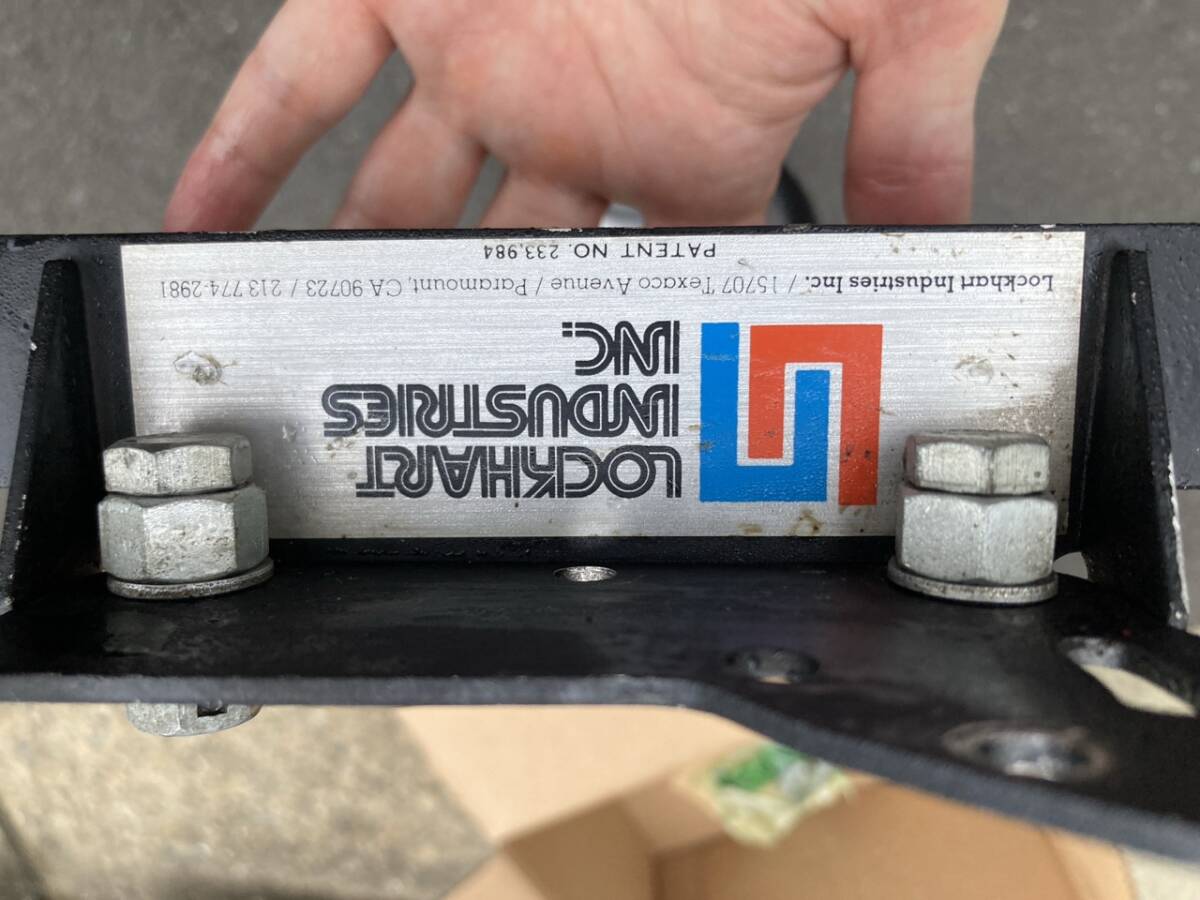 LOCKHART
INDUSTRIES
INC.
Lockhart Industries Inc. / 15707 Texaco Avenue / Paramount, CA 90723 / 213 774-2981
PATENT NO. 233,984